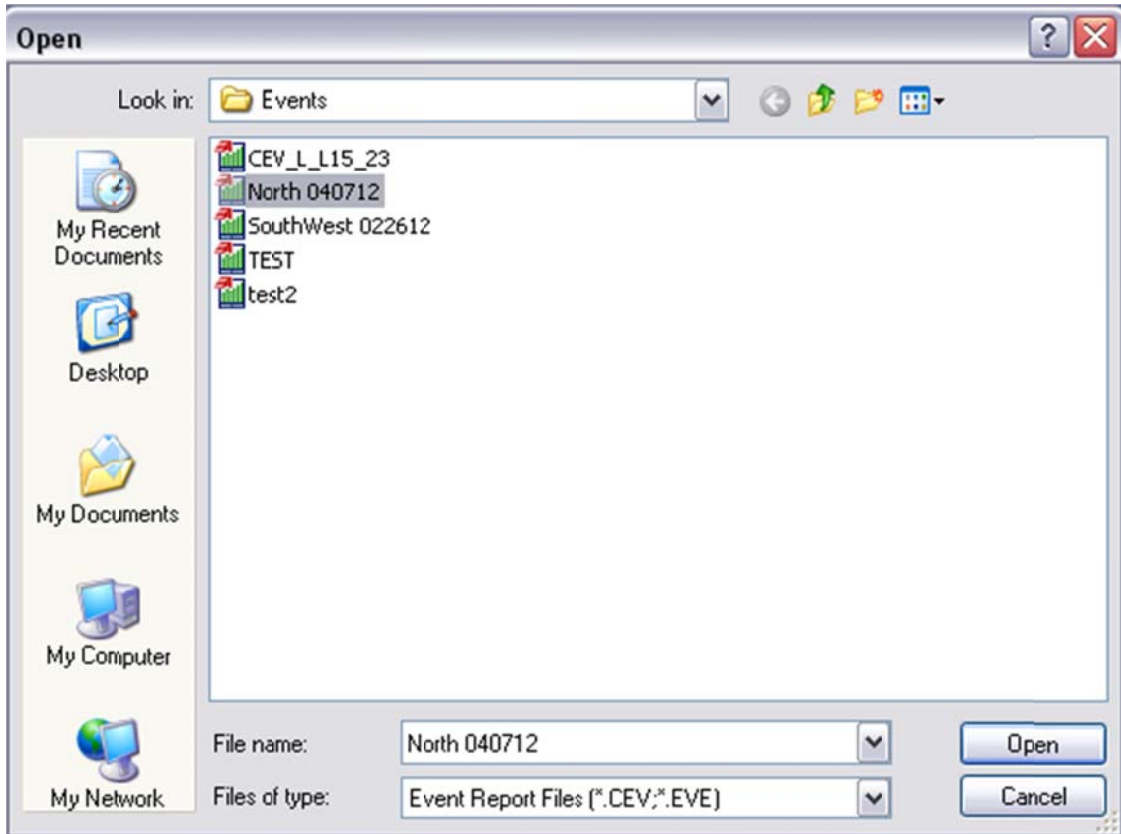 Open
Look in:
Events
My Recent
Documents
Desktop
My Documents
My Computer
My Network
CEV_L_L15_23
North 040712
SouthWest 022612
TEST
test2
File name:
North 040712
Open
Files of type:
Event Report Files (*.CEV;*.EVE)
Cancel